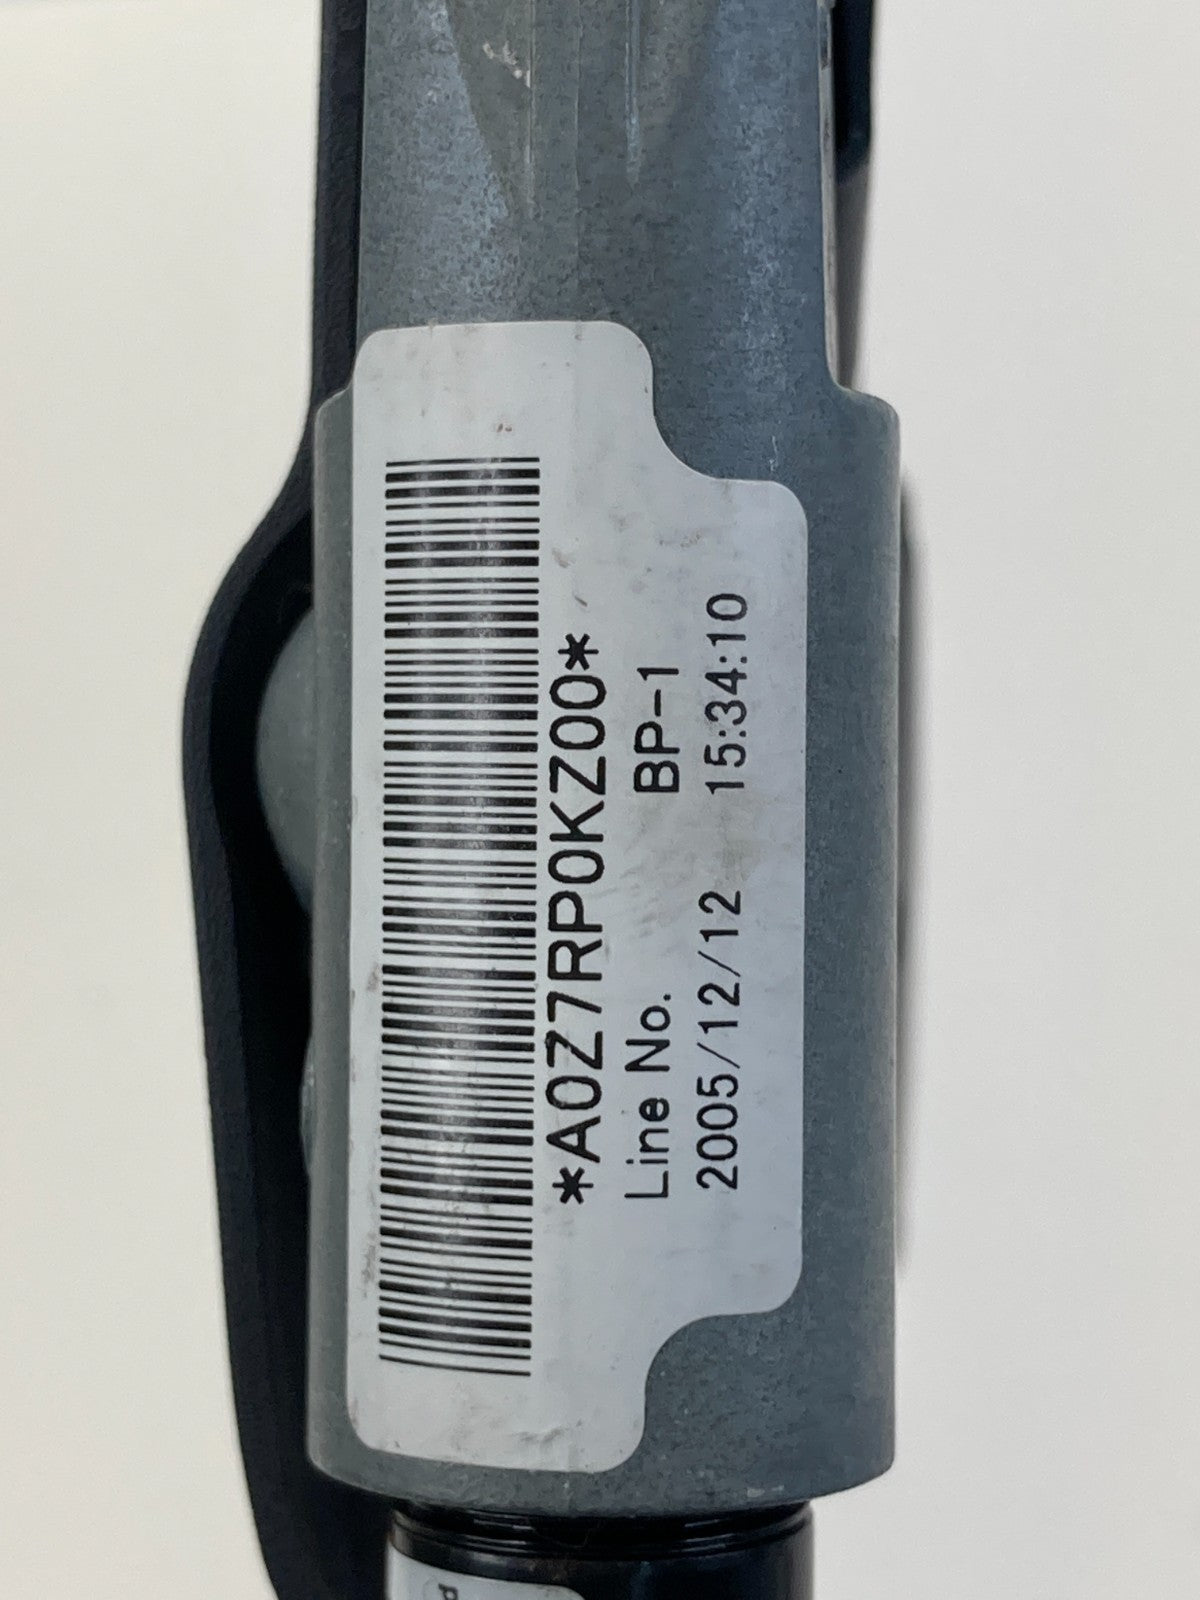 *A0Z7RP0KZ00*
Line No. BP-1
2005/12/12 15:34:10